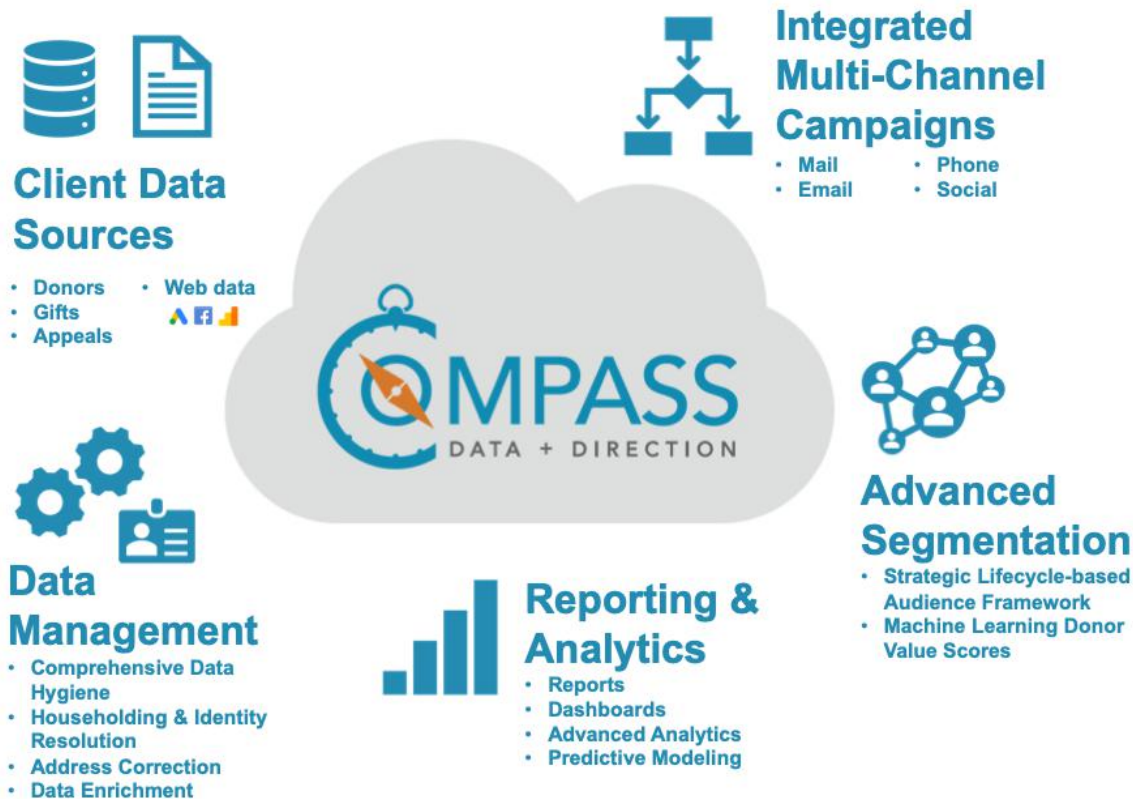 Client Data
Sources
• Donors
• Gifts
• Appeals
• Web data
Integrated
Multi-Channel
Campaigns
• Mail
• Email
• Phone
• Social
COMPASS
DATA + DIRECTION
Data
Management
• Comprehensive Data
Hygiene
• Householding & Identity
Resolution
• Address Correction
• Data Enrichment
Reporting &
Analytics
• Reports
• Dashboards
• Advanced Analytics
• Predictive Modeling
Advanced
Segmentation
• Strategic Lifecycle-based
Audience Framework
• Machine Learning Donor
Value Scores